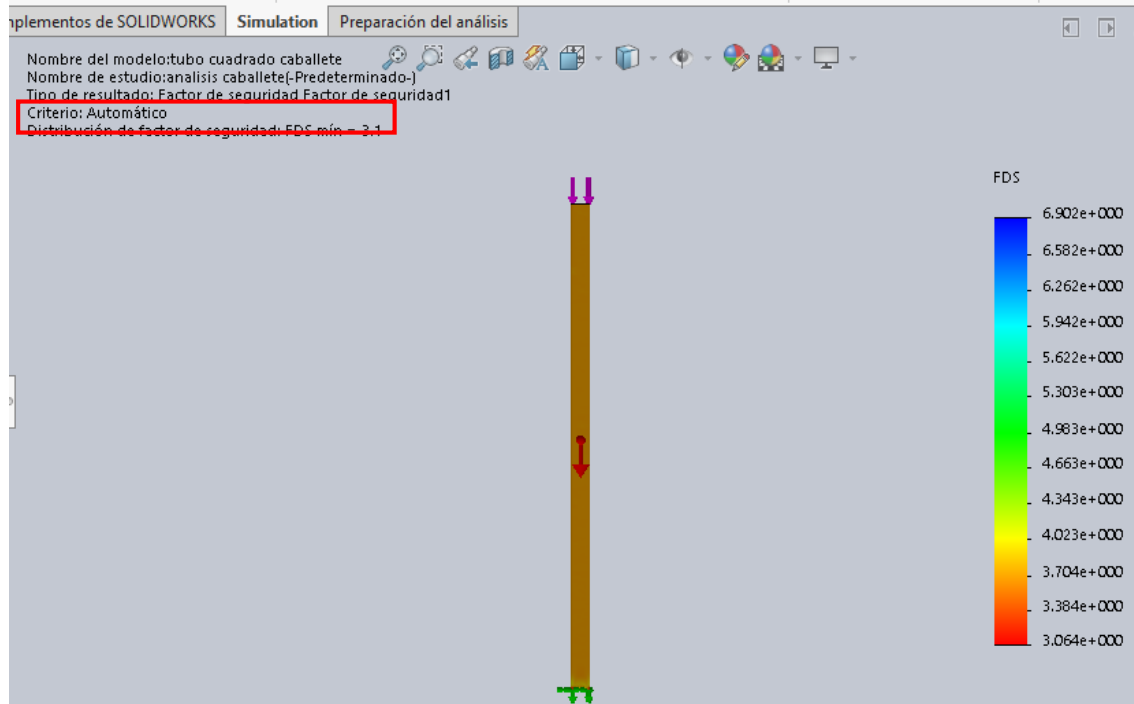 mplementos de SOLIDWORKS Simulation Preparación del análisis
Nombre del modelo:tubo cuadrado caballete
Nombre de estudio:analisis caballete(-Predeterminado-)
Tipo de resultado: Factor de seguridad Factor de seguridad1
Criterio: Automático
Distribución de factor de seguridad: FDS mín = 3.1
FDS
6.902e+000
6.582e+000
6.262e+000
5.942e+000
5.622e+000
5.303e+000
4.983e+000
4.663e+000
4.343e+000
4.023e+000
3.704e+000
3.384e+000
3.064e+000